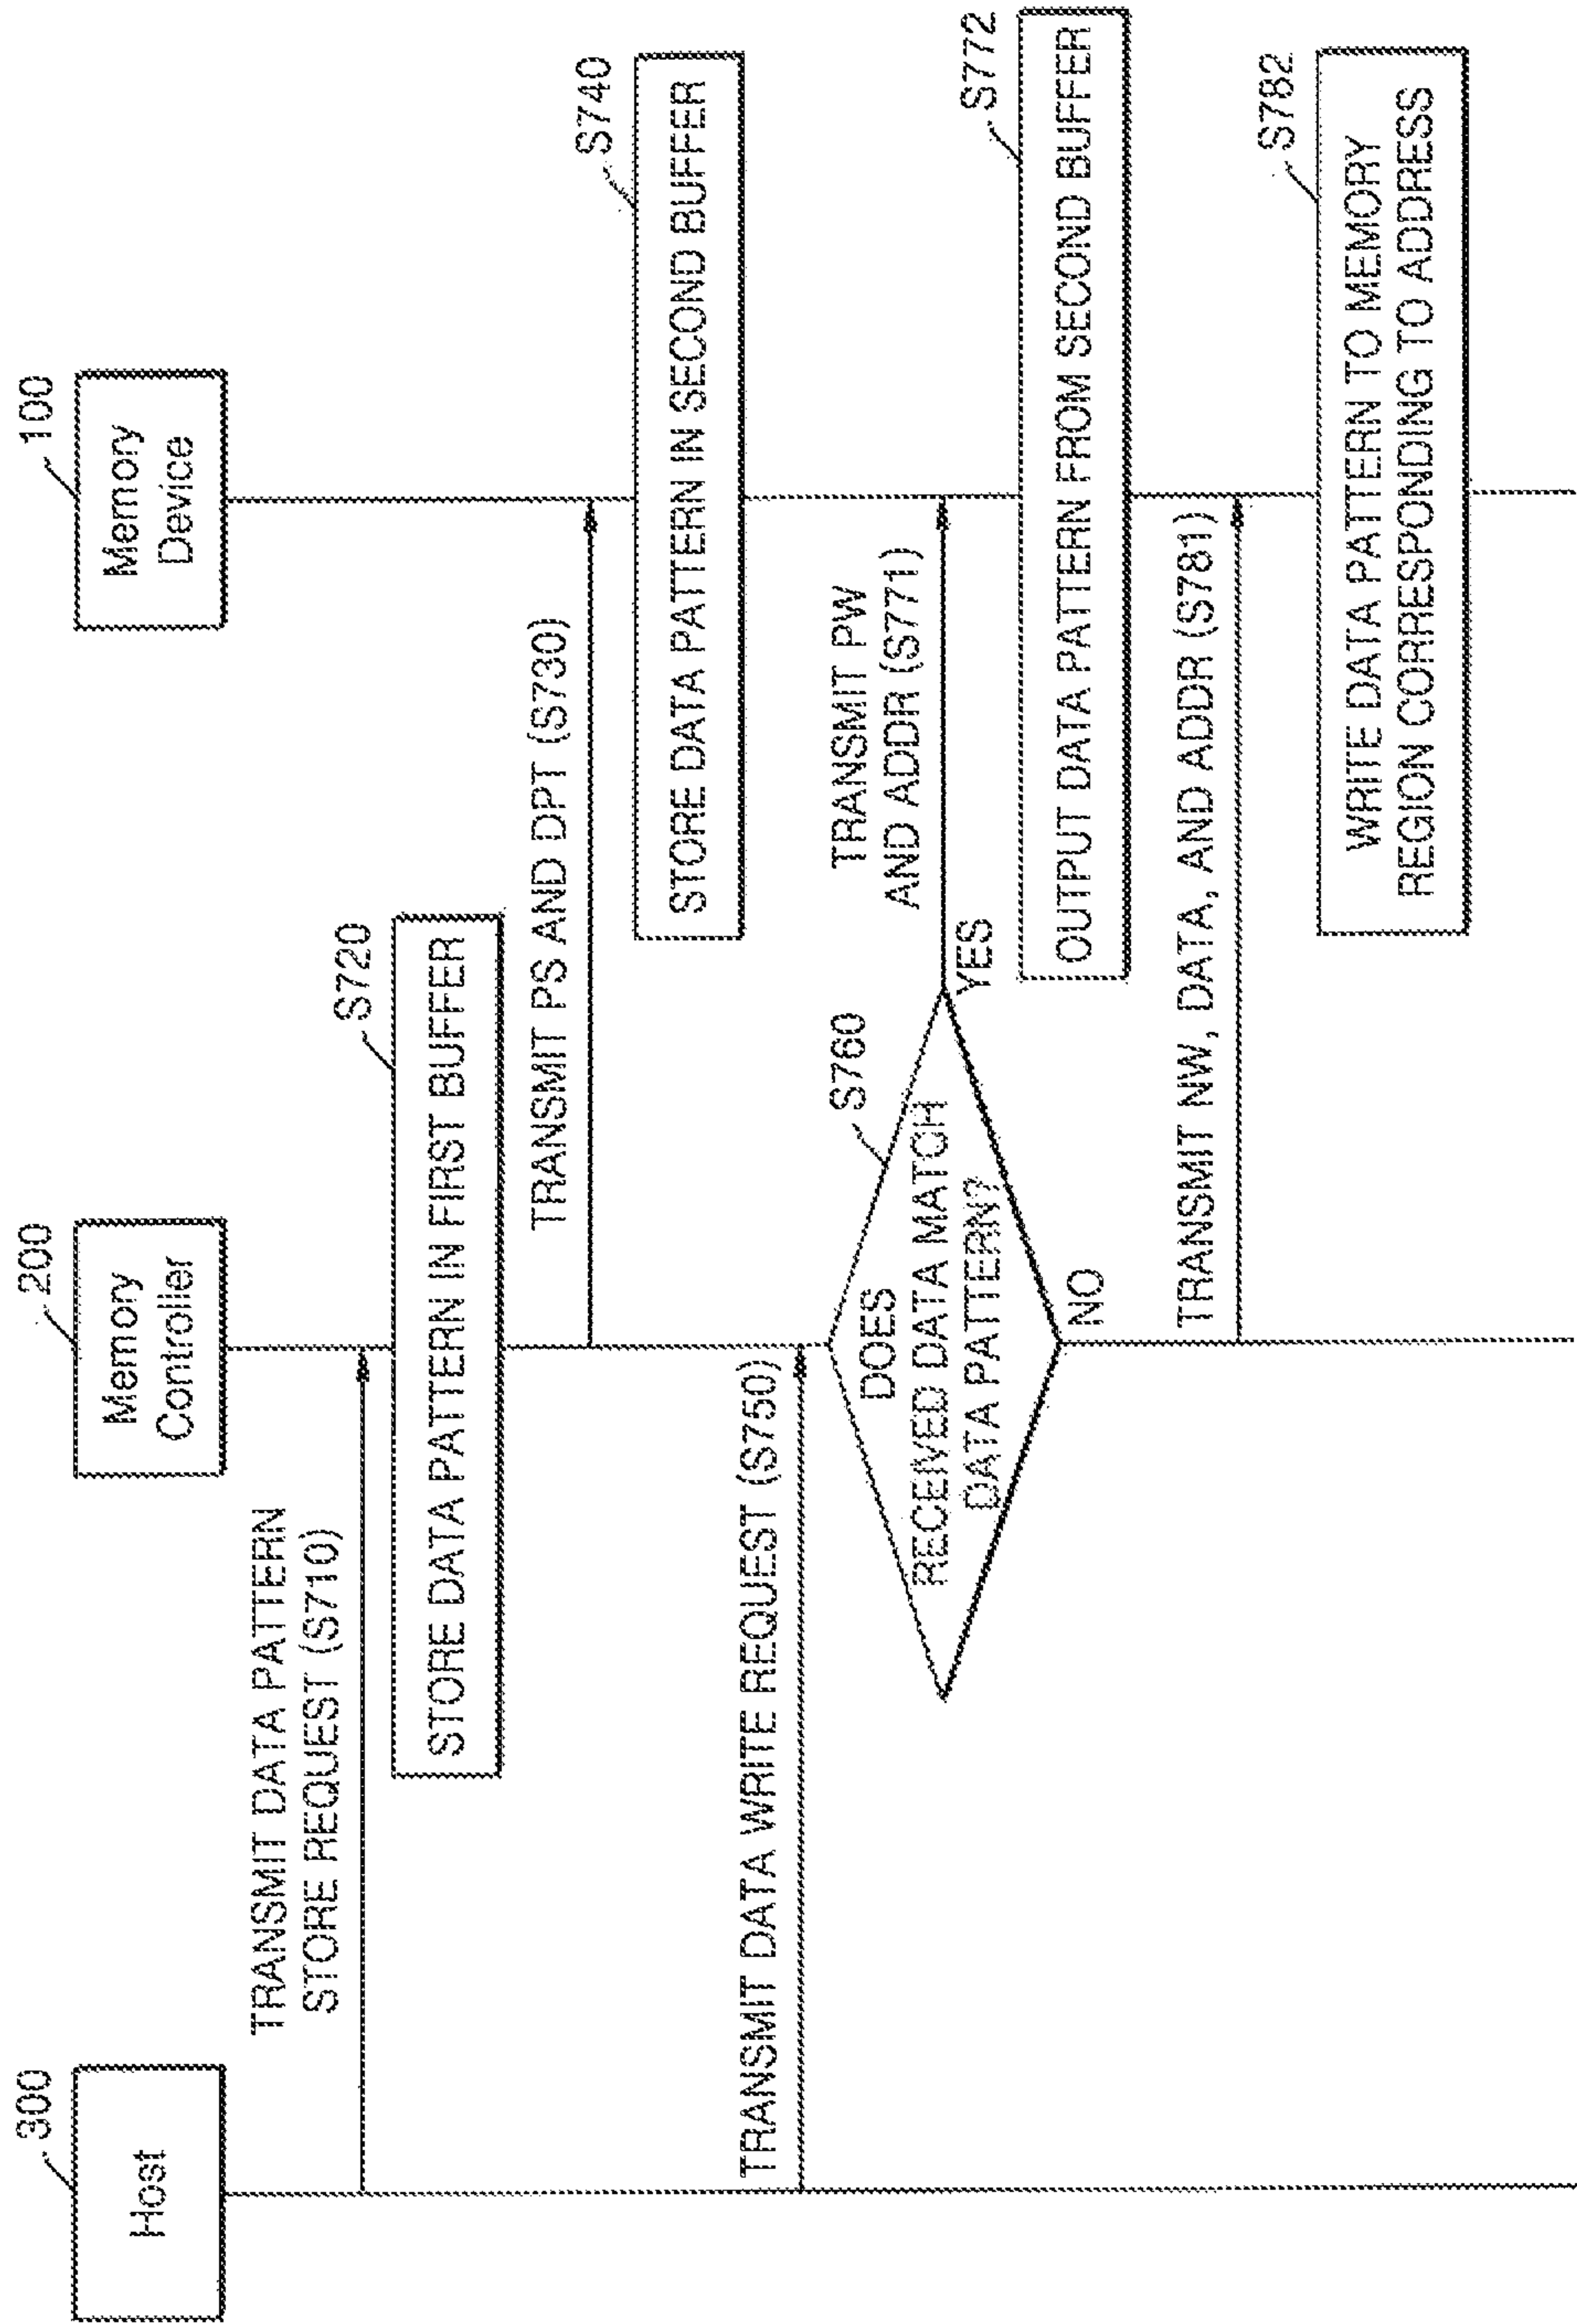 300
Host
200
Memory
Controller
100
Memory
Device
TRANSMIT DATA PATTERN
STORE REQUEST (S710)
S720
STORE DATA PATTERN IN FIRST BUFFER
TRANSMIT PS AND DPT (S730)
S740
STORE DATA PATTERN IN SECOND BUFFER
TRANSMIT DATA WRITE REQUEST (S750)
S760
DOES
RECEIVED DATA MATCH
DATA PATTERN?
YES
NO
TRANSMIT PW
AND ADDR (S771)
S772
OUTPUT DATA PATTERN FROM SECOND BUFFER
TRANSMIT NW, DATA, AND ADDR (S781)
S782
WRITE DATA PATTERN TO MEMORY
REGION CORRESPONDING TO ADDRESS